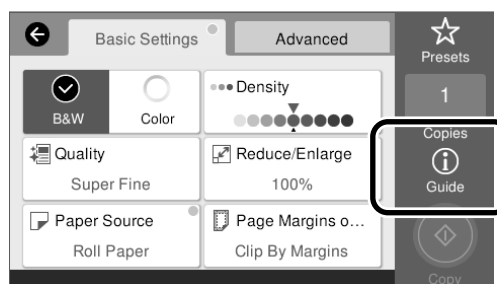 Basic Settings
Advanced
Presets
B&W
Color
Density
1
Copies
Quality
Super Fine
Reduce/Enlarge
100%
Guide
Paper Source
Roll Paper
Page Margins o...
Clip By Margins
Copy